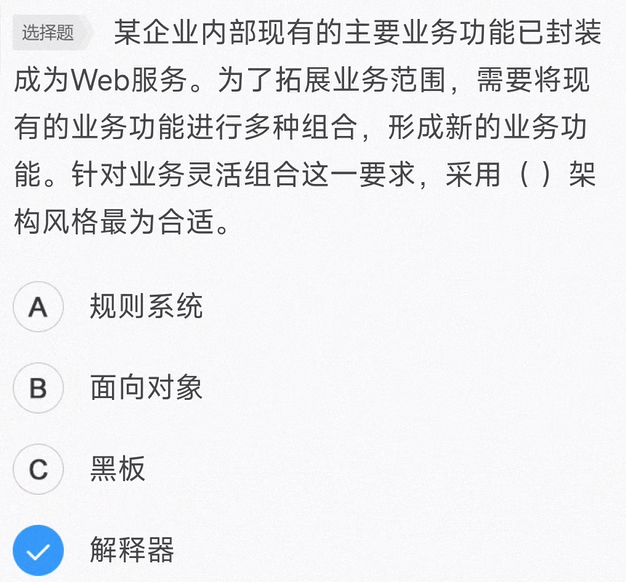 选择题 某企业内部现有的主要业务功能已封装
成为Web服务。为了拓展业务范围，需要将现
有的业务功能进行多种组合，形成新的业务功
能。针对业务灵活组合这一要求，采用（ ）架
构风格最为合适。
A 规则系统
B 面向对象
C 黑板
解释器